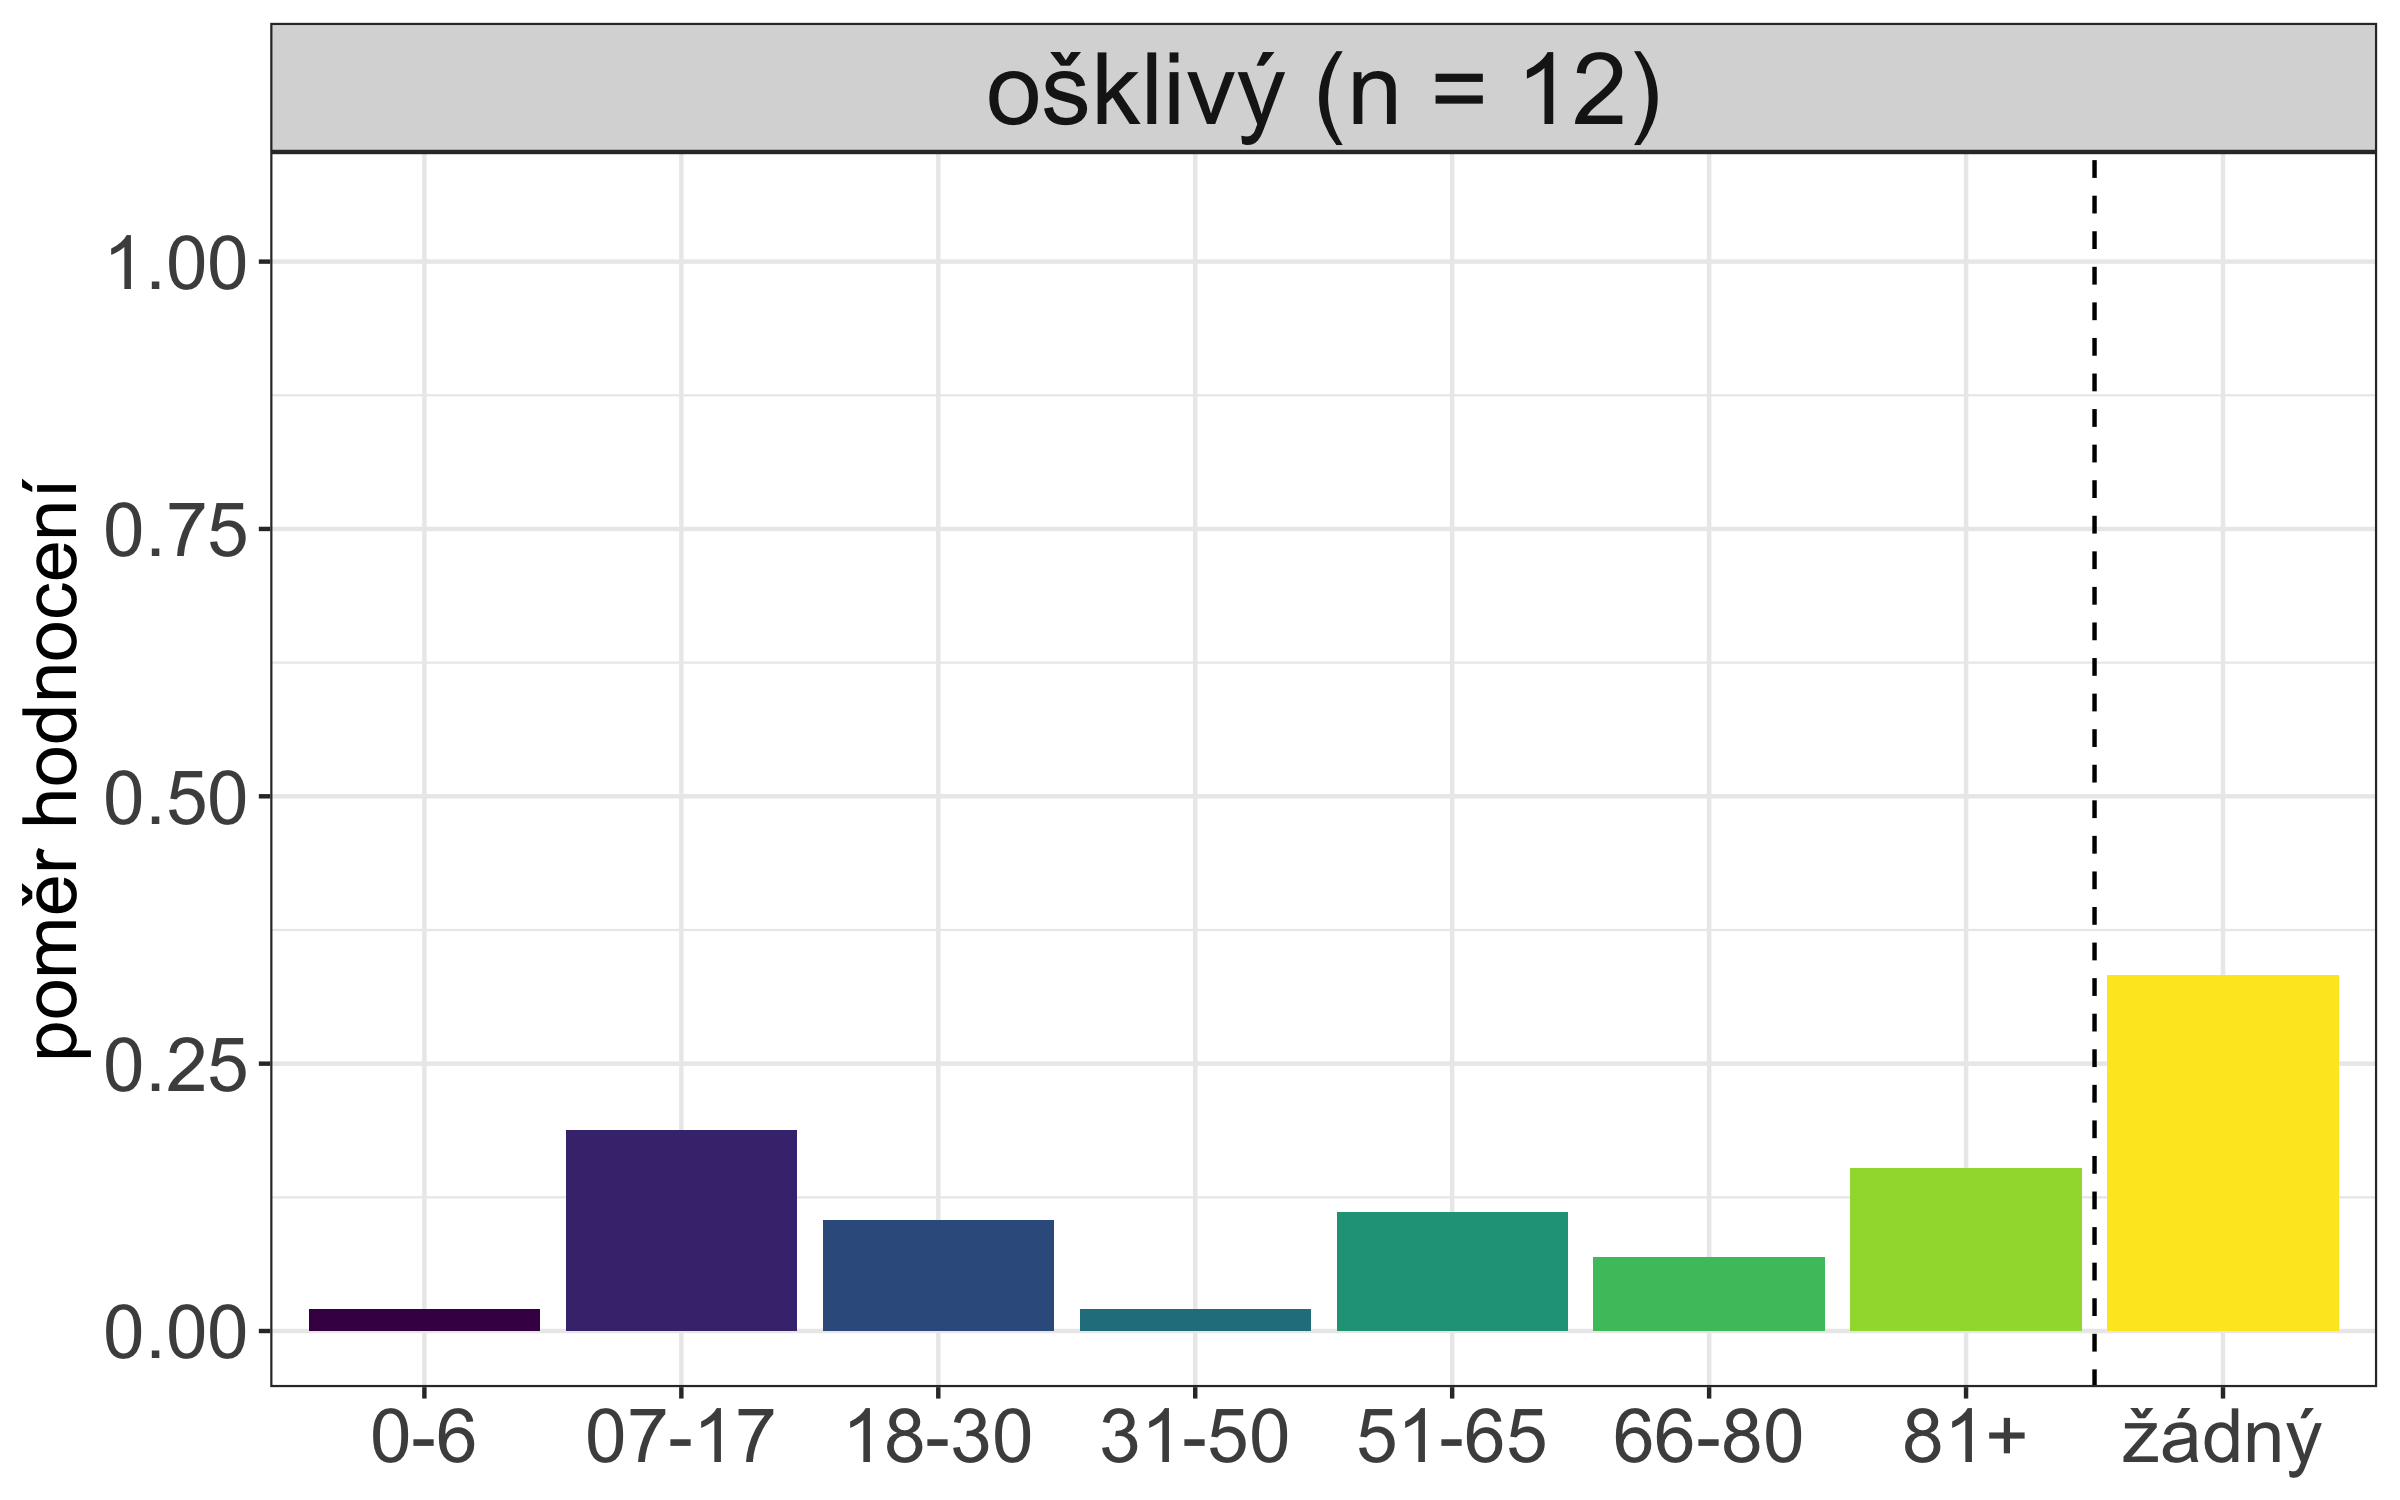 ošklivý (n = 12)
poměr hodnocení
1.00
0.75
0.50
0.25
0.00
0-6 07-17 18-30 31-50 51-65 66-80 81+ žádný